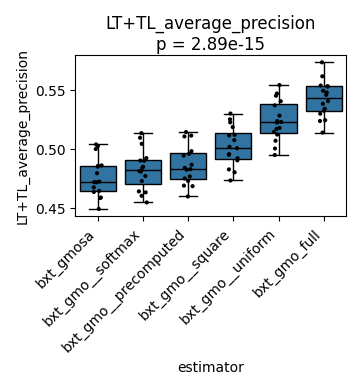 LT+TL_average_precision
p = 2.89e-15
LT+TL_average_precision
0.55
0.50
0.45
bxt_gmosa
bxt_gmo__softmax
bxt_gmo__precomputed
bxt_gmo__square
bxt_gmo__uniform
bxt_gmo_full
estimator